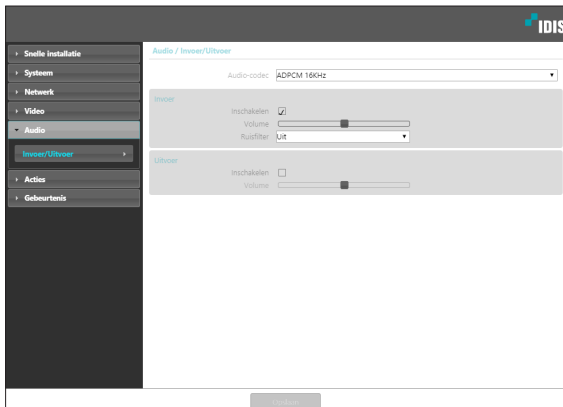 IDIS
Snelle installatie
Systeem
Netwerk
Video
Audio
Invoer/Uitvoer
Acties
Gebeurtenis
Audio / Invoer/Uitvoer
Audio-codec ADPCM 16KHz
Invoer
Inschakelen
Volume
Ruisfilter Uit
Uitvoer
Inschakelen
Volume